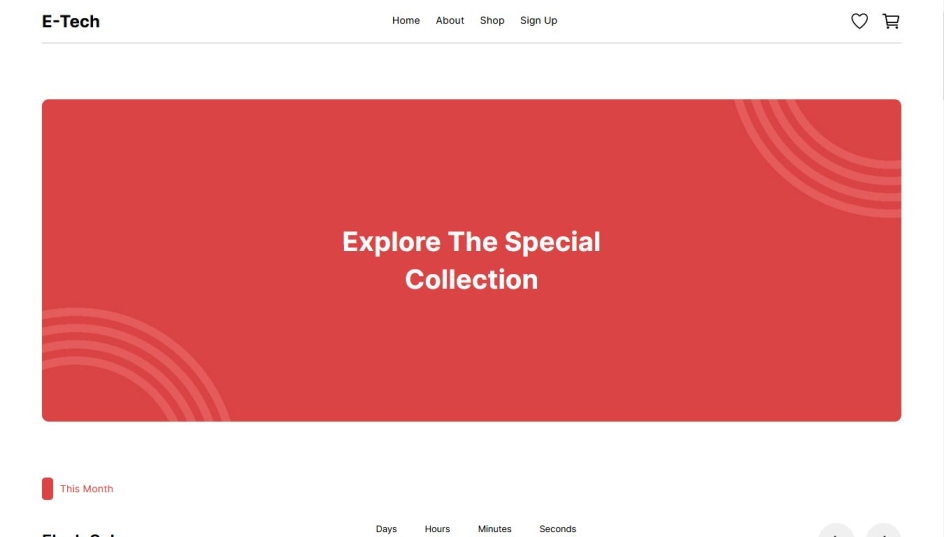 E-Tech
Home About Shop Sign Up
Explore The Special
Collection
This Month
Days Hours Minutes Seconds